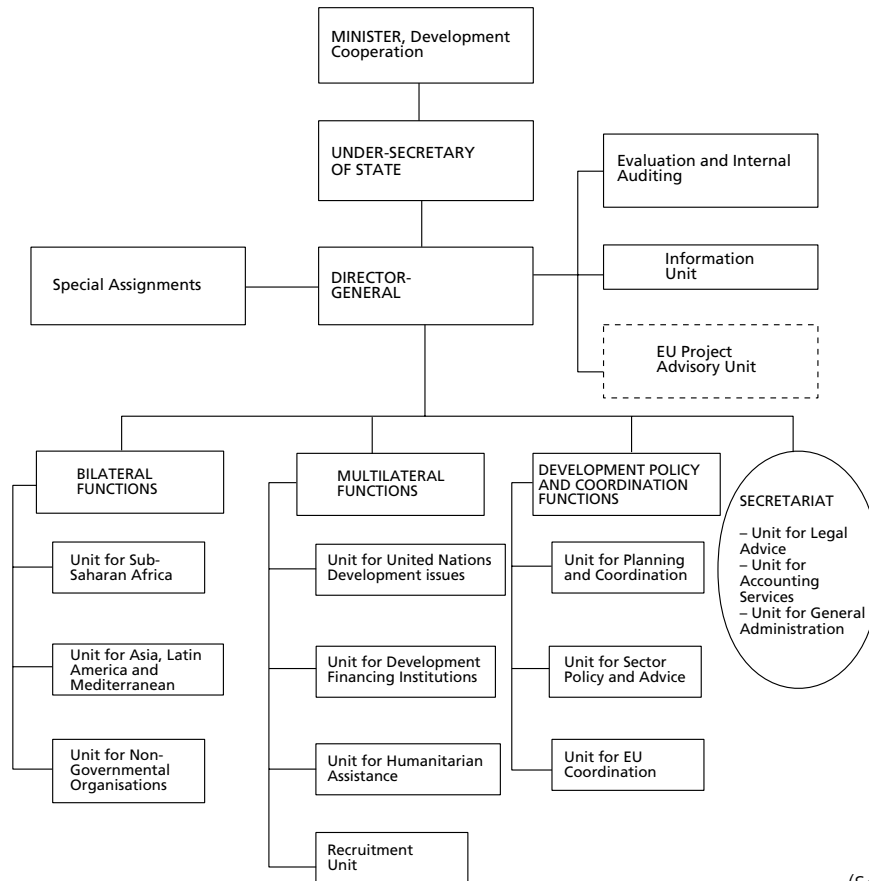 MINISTER, Development
Cooperation
UNDER-SECRETARY
OF STATE
Evaluation and Internal
Auditing
Special Assignments
DIRECTOR-
GENERAL
Information
Unit
EU Project
Advisory Unit
BILATERAL
FUNCTIONS
Unit for Sub-
Saharan Africa
Unit for Asia, Latin
America and
Mediterranean
Unit for Non-
Governmental
Organisations
MULTILATERAL
FUNCTIONS
Unit for United Nations
Development issues
Unit for Development
Financing Institutions
Unit for Humanitarian
Assistance
Recruitment
Unit
DEVELOPMENT POLICY
AND COORDINATION
FUNCTIONS
Unit for Planning
and Coordination
Unit for Sector
Policy and Advice
Unit for EU
Coordination
SECRETARIAT
– Unit for Legal
Advice
– Unit for
Accounting
Services
– Unit for General
Administration